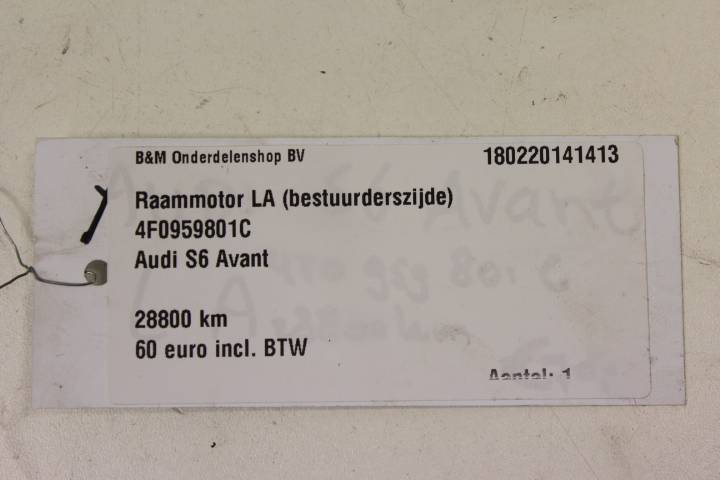 B&M Onderdelenshop BV 180220141413
Raammotor LA (bestuurderszijde)
4F0959801C
Audi S6 Avant
28800 km
60 euro incl. BTW
Aantal: 1